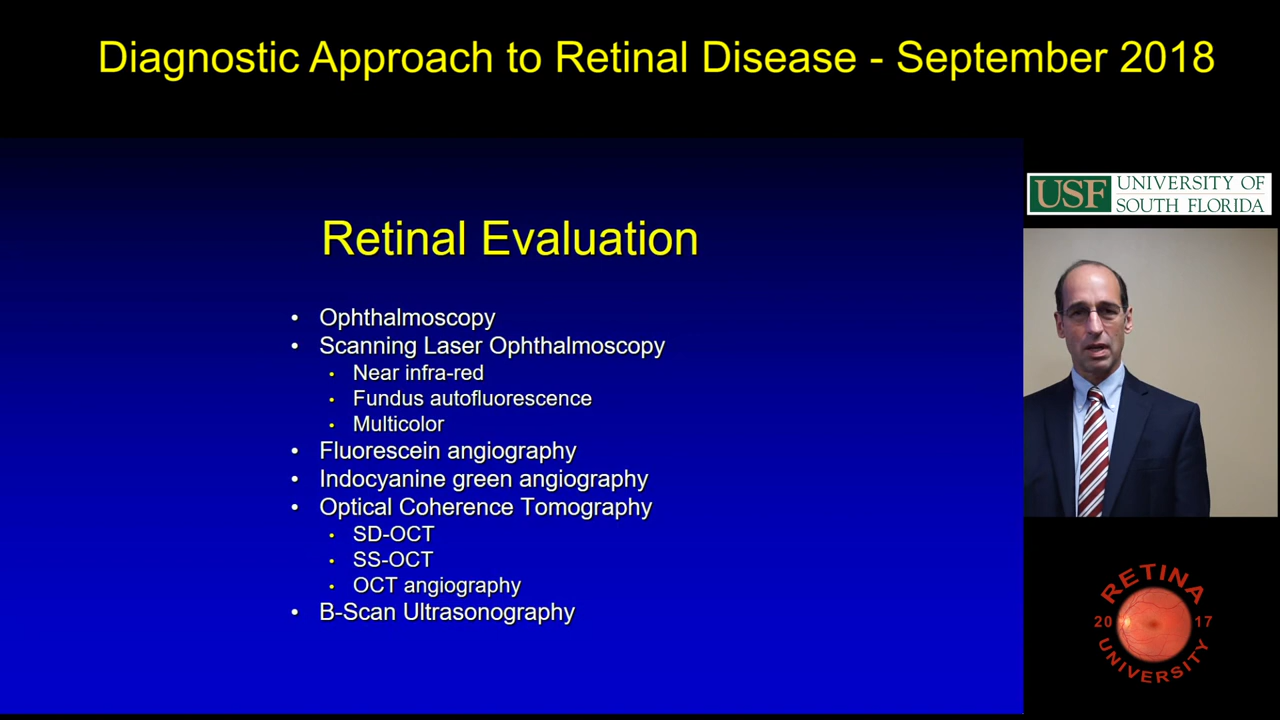 Diagnostic Approach to Retinal Disease - September 2018
Retinal Evaluation
• Ophthalmoscopy
• Scanning Laser Ophthalmoscopy
• Near infra-red
• Fundus autofluorescence
• Multicolor
• Fluorescein angiography
• Indocyanine green angiography
• Optical Coherence Tomography
• SD-OCT
• SS-OCT
• OCT angiography
• B-Scan Ultrasonography
USF UNIVERSITY OF
SOUTH FLORIDA
RETINA
20 17
UNIVERSITY